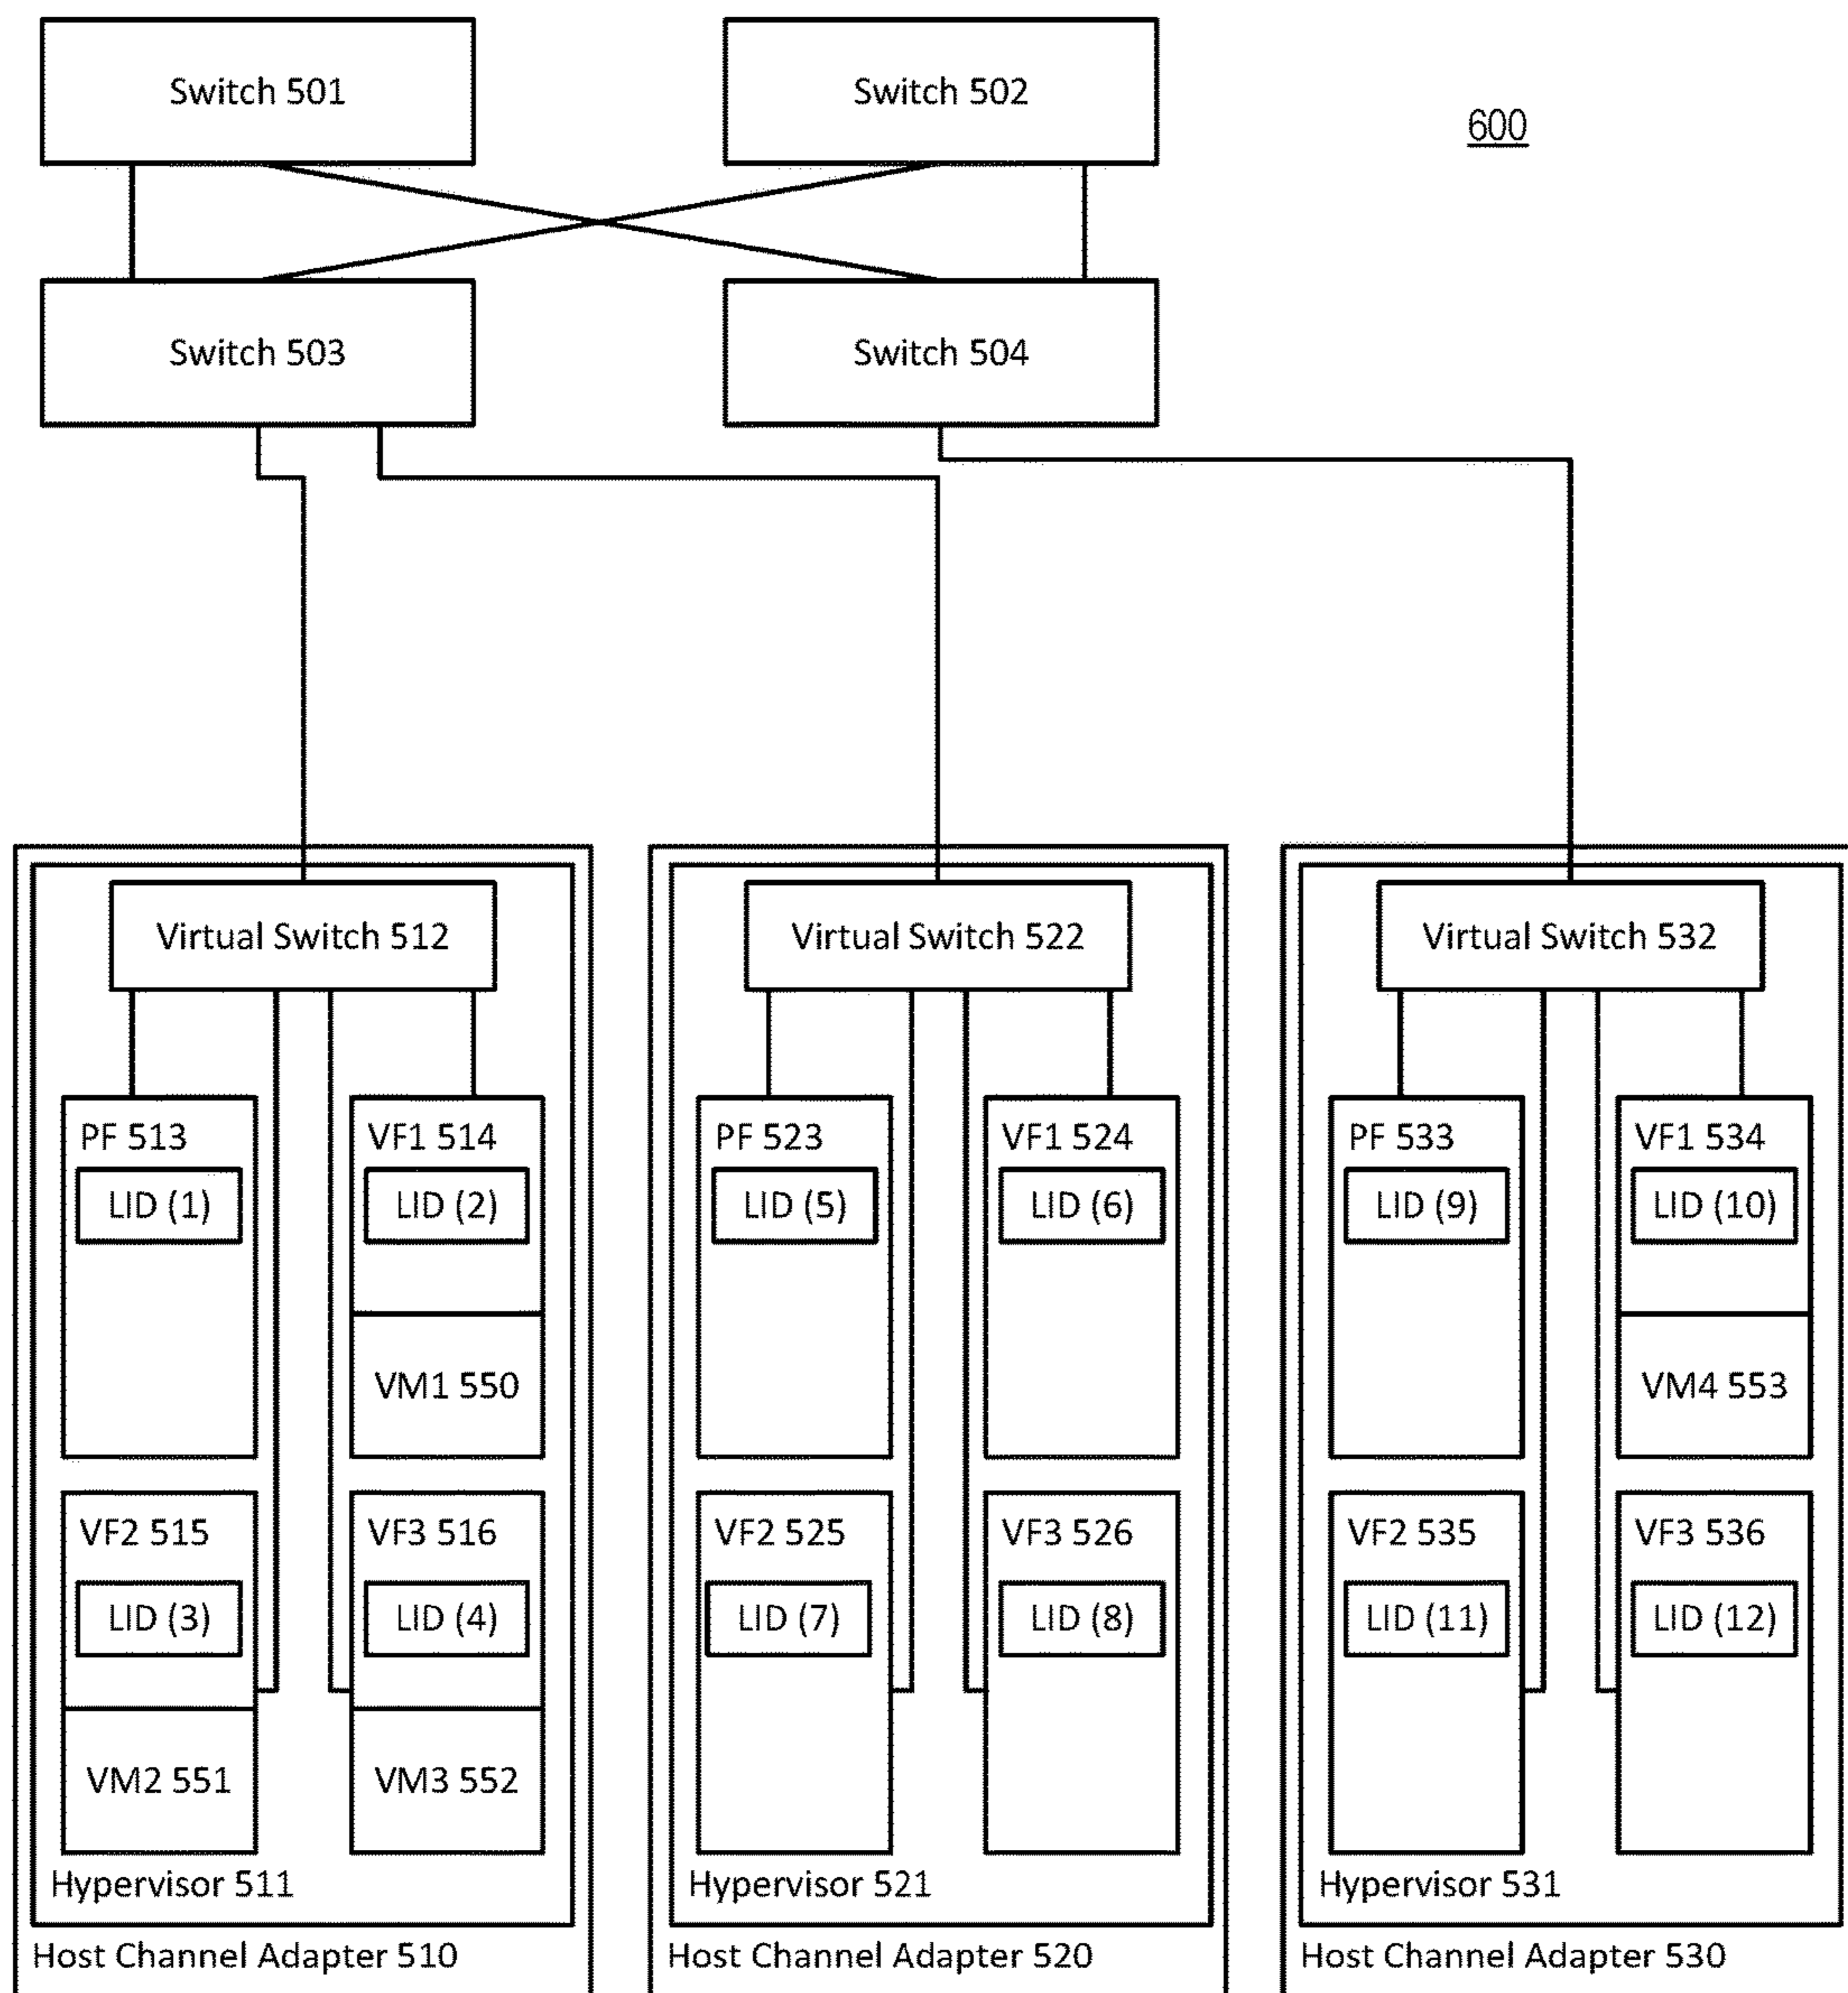 Switch 501
Switch 502
600
Switch 503
Switch 504
Virtual Switch 512
Virtual Switch 522
Virtual Switch 532
PF 513
LID (1)
VF1 514
LID (2)
VM1 550
VF2 515
LID (3)
VM2 551
VF3 516
LID (4)
VM3 552
Hypervisor 511
Host Channel Adapter 510
PF 523
LID (5)
VF1 524
LID (6)
VF2 525
LID (7)
VF3 526
LID (8)
Hypervisor 521
Host Channel Adapter 520
PF 533
LID (9)
VF1 534
LID (10)
VM4 553
VF2 535
LID (11)
VF3 536
LID (12)
Hypervisor 531
Host Channel Adapter 530